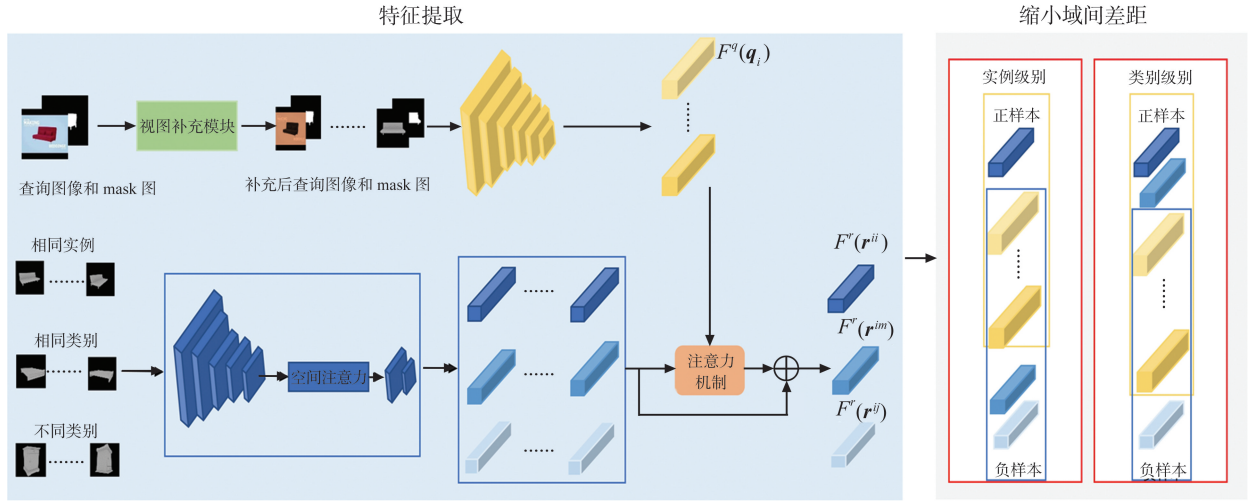 特征提取
缩小域间差距
F^q(q_i)
视图补充模块
查询图像和 mask 图
补充后查询图像和 mask 图
相同实例
相同类别
不同类别
空间注意力
注意力
机制
F^r(r^{ii})
F^r(r^{im})
F^r(r^{ij})
实例级别
正样本
负样本
类别级别
正样本
负样本